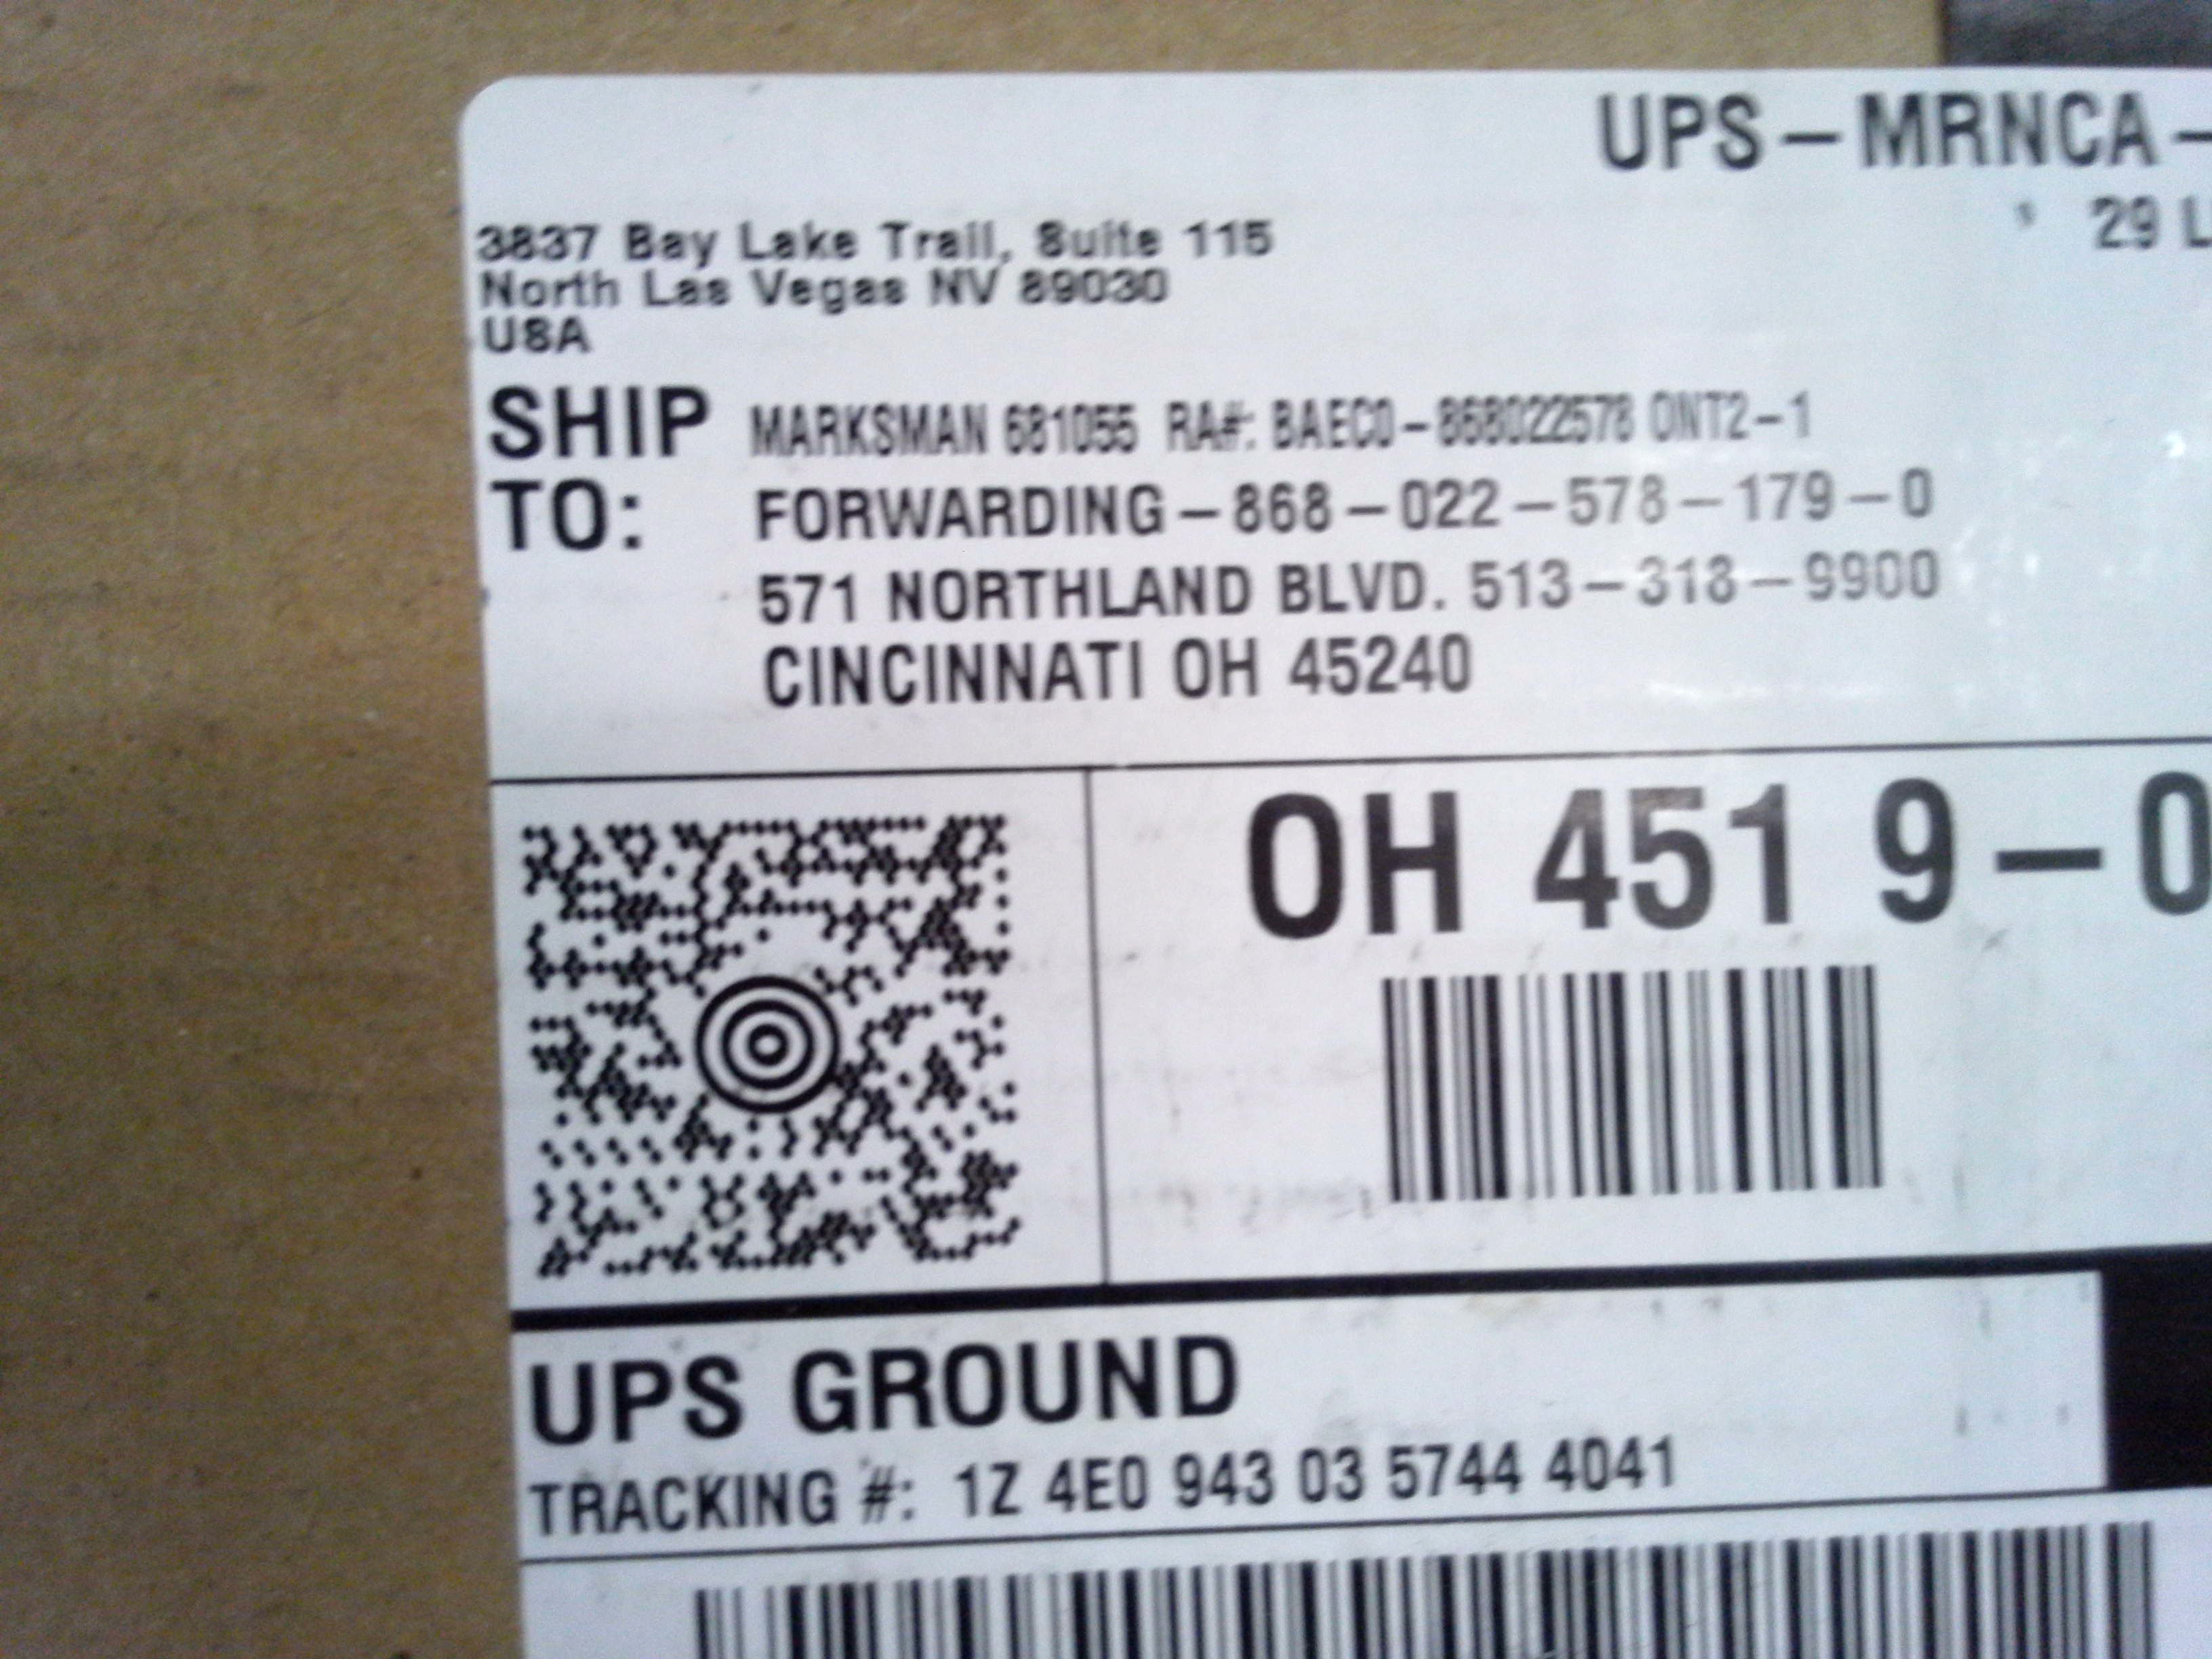 UPS-MRNCA-
29 L
3837 Bay Lake Trail, Suite 115
North Las Vegas NV 89030
USA
SHIP TO:
MARKSMAN 681055 RA#: BAEC0-868022578 ONT2-1
FORWARDING-868-022-578-179-0
571 NORTHLAND BLVD. 513-318-9900
CINCINNATI OH 45240
OH 451 9-0
UPS GROUND
TRACKING #: 1Z 4E0 943 03 5744 4041